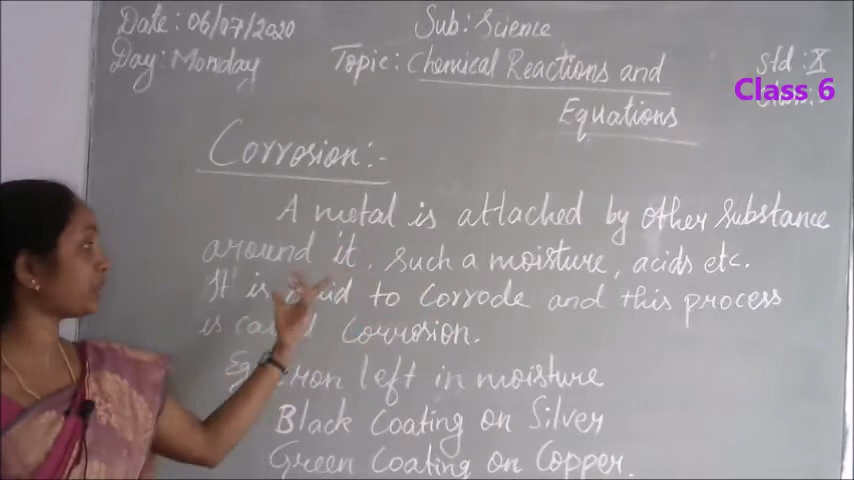 Date: 06/07/2020
Sub: Science
Day: Monday
Topic: Chemical Reactions and
Equations
Std: X
Class 6
Corrosion:-
A metal is attached by other substance
around it. Such a moisture, acids etc.
It is said to corrode and this process
is called corrosion.
Eg: Iron left in moisture
Black Coating on Silver
Green Coating on Copper.